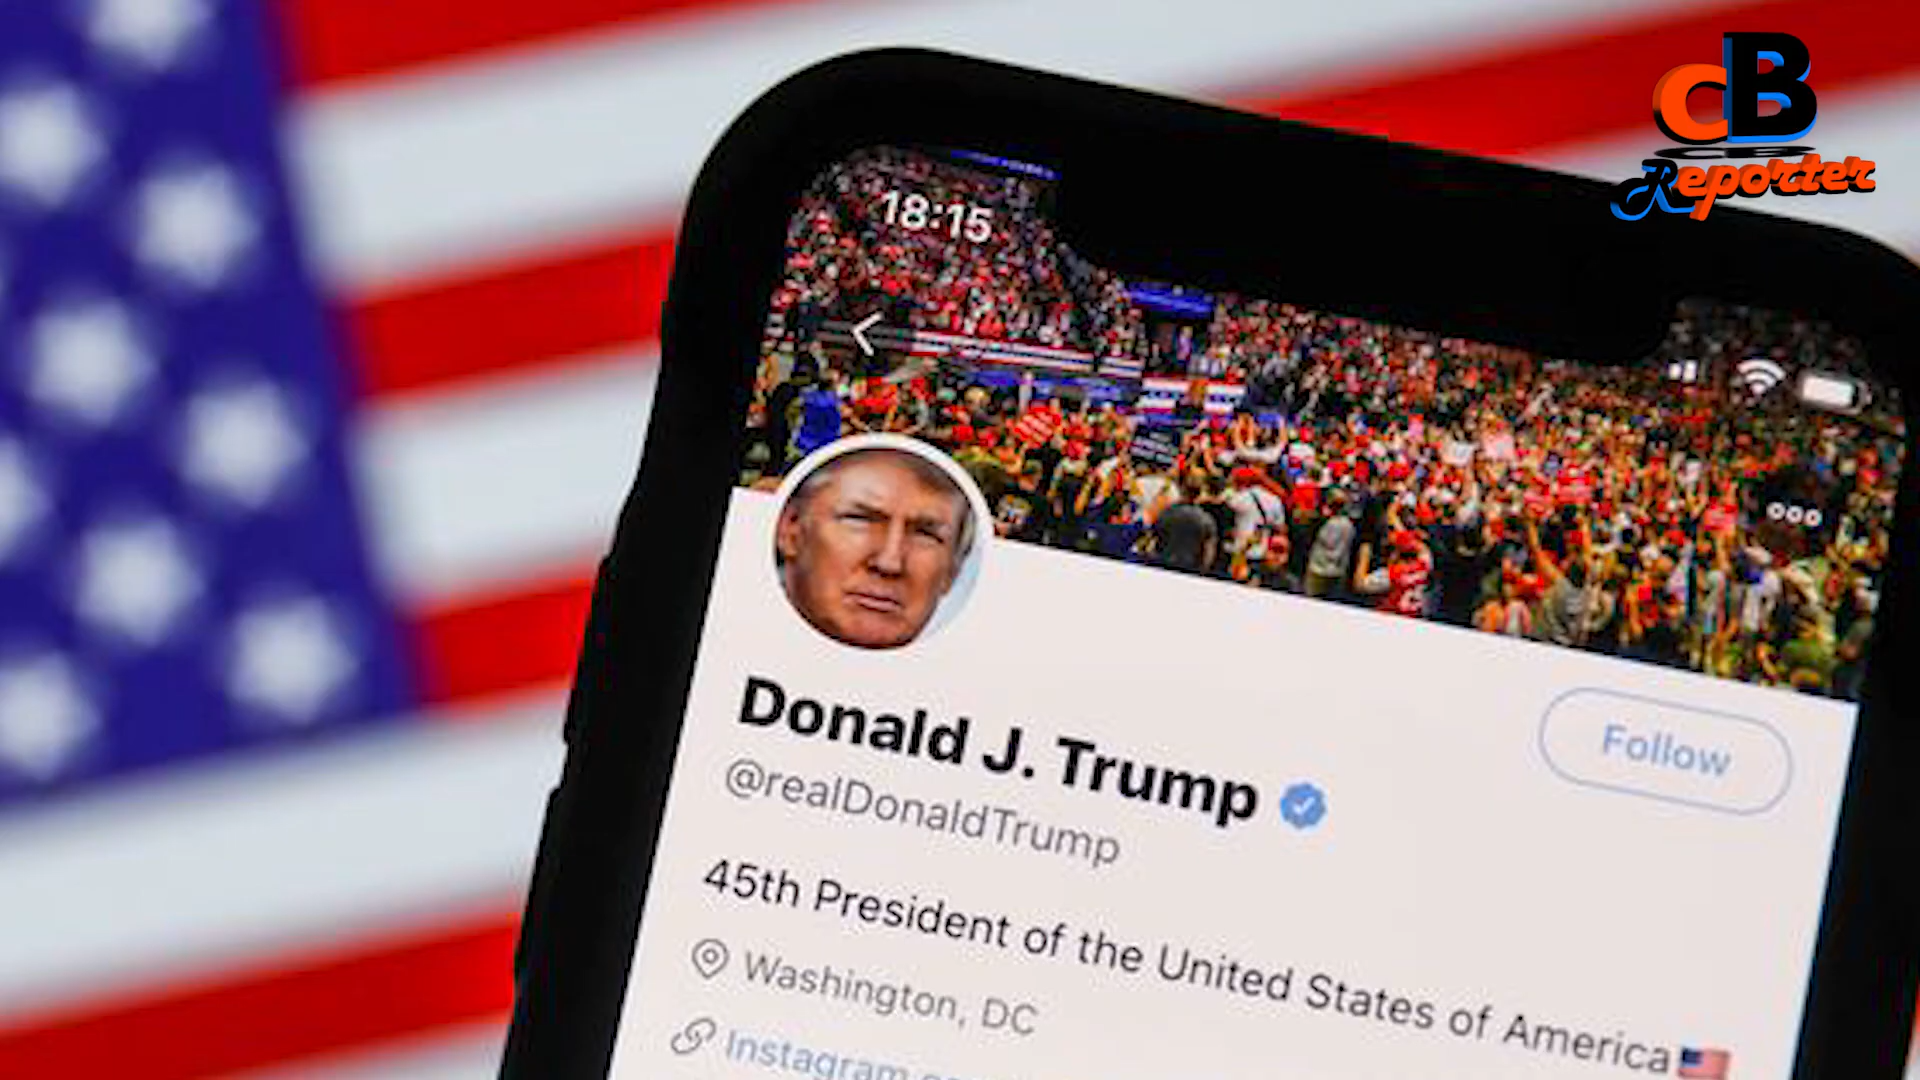 CB
CB
Reporter
18:15
Donald J. Trump
@realDonaldTrump
Follow
45th President of the United States of America
Washington, DC
Instagram